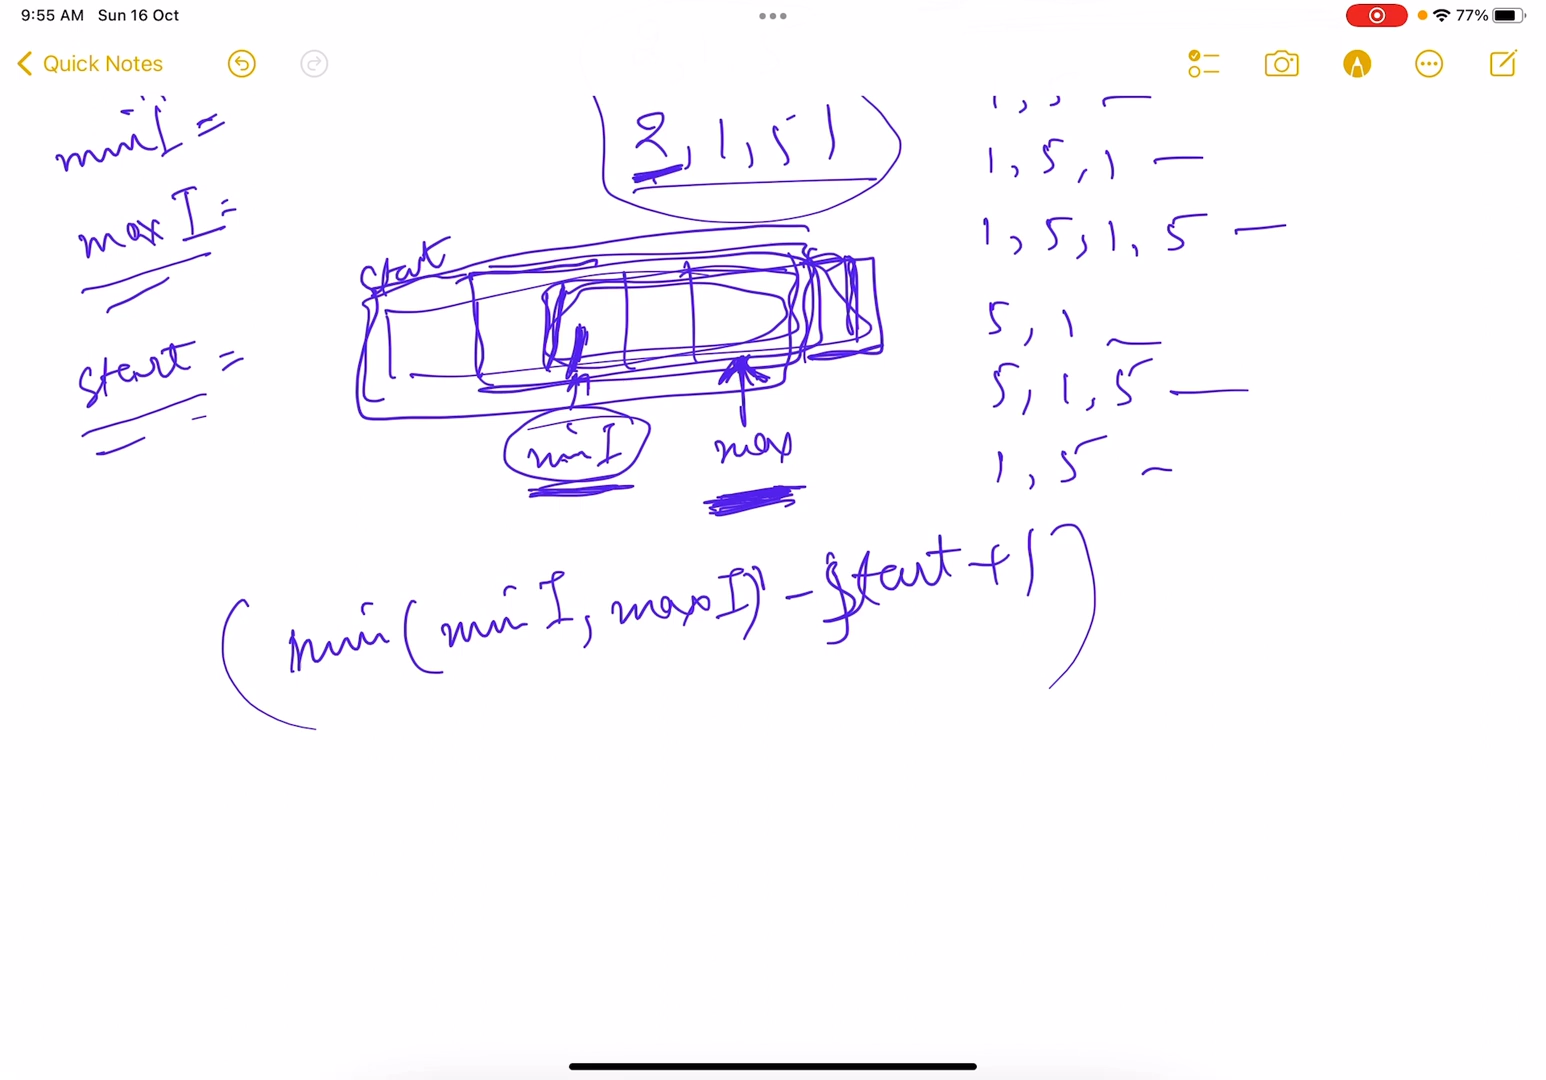 9:55 AM Sun 16 Oct
77%
Quick Notes
minI =
maxI =
start =
2, 1, 5 1
start
minI
max
1, 5, 1 —
1, 5, 1, 5 —
5, 1 —
5, 1, 5 —
1, 5 –
(min(minI, maxI) - start + 1)